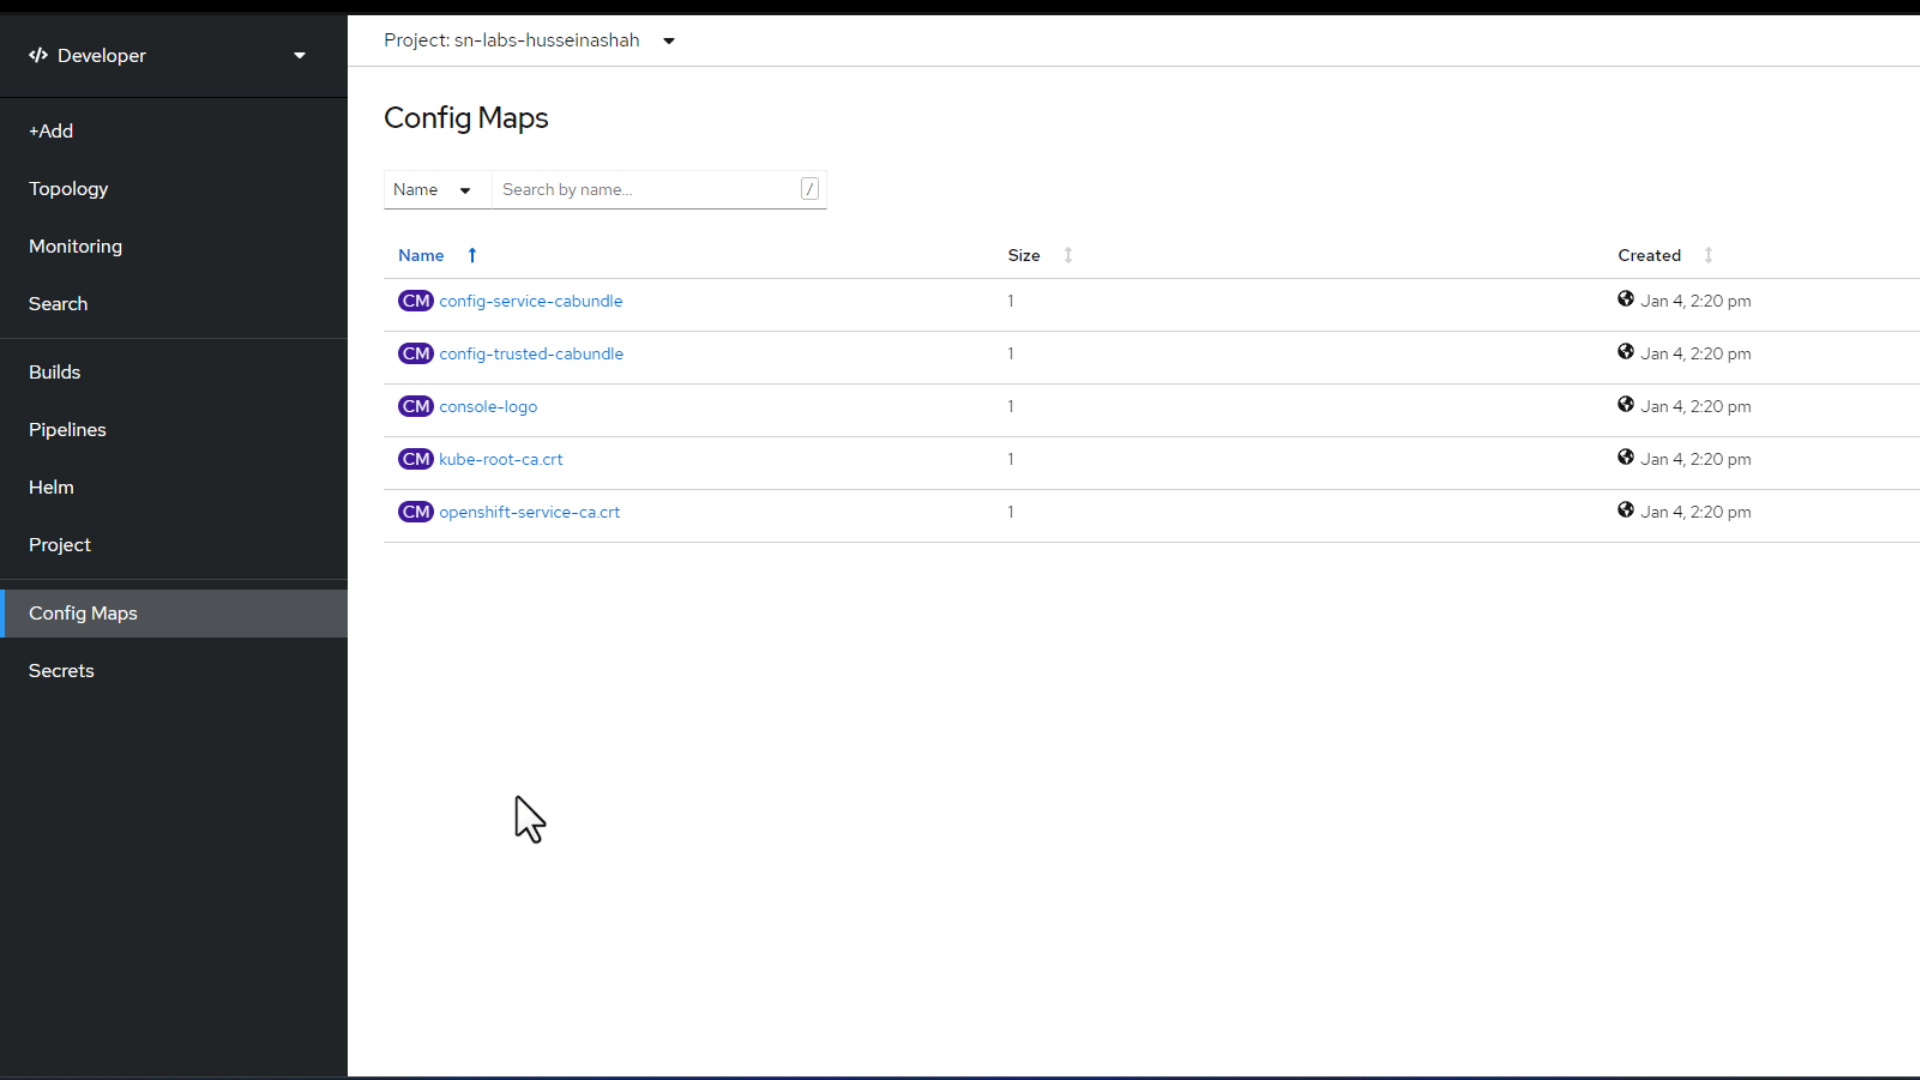 Developer
+Add
Topology
Monitoring
Search
Builds
Pipelines
Helm
Project
Config Maps
Secrets
Project: sn-labs-husseinashah
Config Maps
Name Search by name... /
Name Size Created
CM config-service-cabundle 1 Jan 4, 2:20 pm
CM config-trusted-cabundle 1 Jan 4, 2:20 pm
CM console-logo 1 Jan 4, 2:20 pm
CM kube-root-ca.crt 1 Jan 4, 2:20 pm
CM openshift-service-ca.crt 1 Jan 4, 2:20 pm